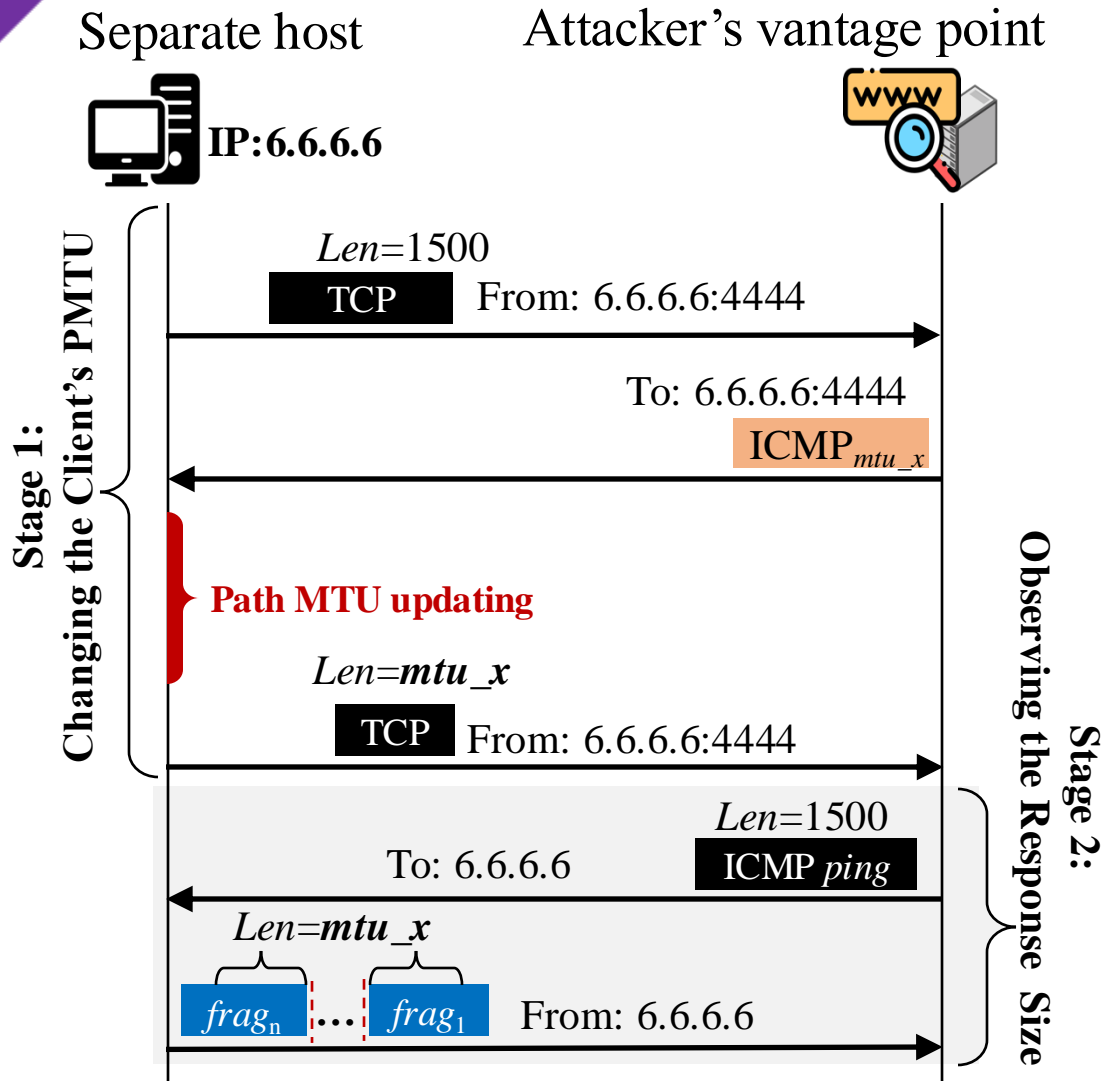 Separate host
Attacker's vantage point
WWW
IP:6.6.6.6
Stage 1:
Changing the Client's PMTU
Len=1500
TCP
From: 6.6.6.6:4444
To: 6.6.6.6:4444
ICMPmtu_x
Path MTU updating
Len=mtu_x
TCP
From: 6.6.6.6:4444
Stage 2:
Observing the Response Size
Len=1500
To: 6.6.6.6
ICMP ping
Len=mtu_x
fragn
...
frag1
From: 6.6.6.6